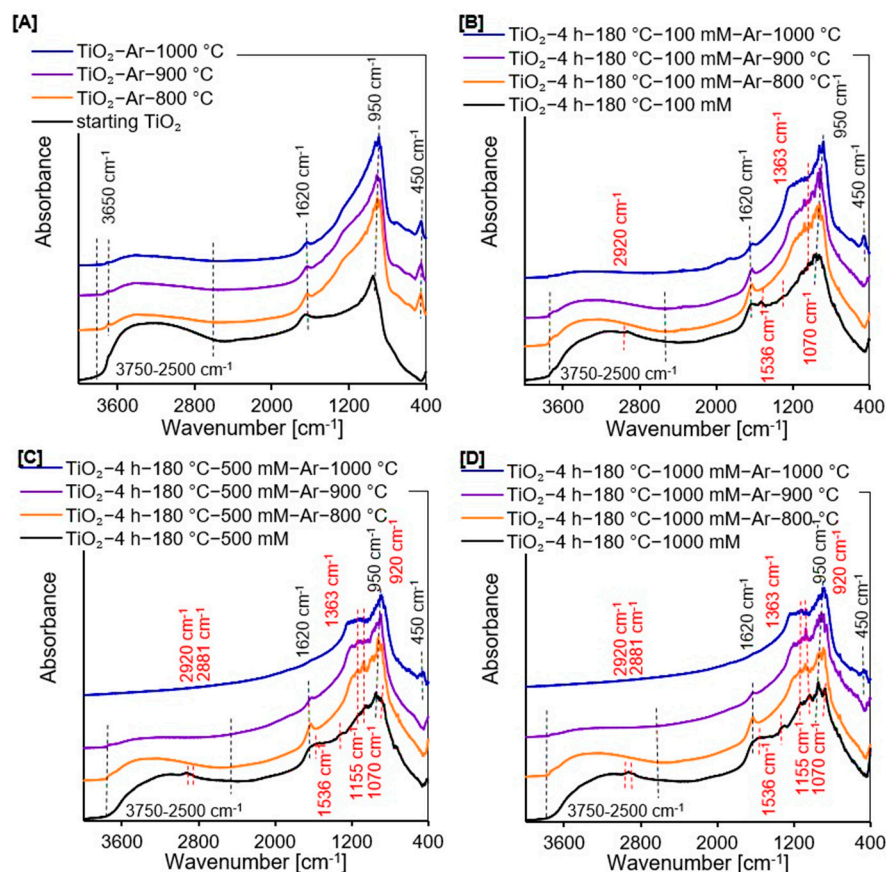 [A]
TiO₂–Ar–1000 °C
TiO₂–Ar–900 °C
TiO₂–Ar–800 °C
starting TiO₂
Absorbance
3650 cm⁻¹
1620 cm⁻¹
950 cm⁻¹
450 cm⁻¹
3750-2500 cm⁻¹
3600 2800 2000 1200 400
Wavenumber [cm⁻¹]
[B]
TiO₂–4 h–180 °C–100 mM–Ar–1000 °C
TiO₂–4 h–180 °C–100 mM–Ar–900 °C
TiO₂–4 h–180 °C–100 mM–Ar–800 °C
TiO₂–4 h–180 °C–100 mM
Absorbance
2920 cm⁻¹
1620 cm⁻¹
1363 cm⁻¹
950 cm⁻¹
450 cm⁻¹
1536 cm⁻¹
1070 cm⁻¹
3750-2500 cm⁻¹
3600 2800 2000 1200 400
Wavenumber [cm⁻¹]
[C]
TiO₂–4 h–180 °C–500 mM–Ar–1000 °C
TiO₂–4 h–180 °C–500 mM–Ar–900 °C
TiO₂–4 h–180 °C–500 mM–Ar–800 °C
TiO₂–4 h–180 °C–500 mM
Absorbance
2920 cm⁻¹
2881 cm⁻¹
1620 cm⁻¹
1363 cm⁻¹
950 cm⁻¹
920 cm⁻¹
450 cm⁻¹
1536 cm⁻¹
1155 cm⁻¹
1070 cm⁻¹
3750-2500 cm⁻¹
3600 2800 2000 1200 400
Wavenumber [cm⁻¹]
[D]
TiO₂–4 h–180 °C–1000 mM–Ar–1000 °C
TiO₂–4 h–180 °C–1000 mM–Ar–900 °C
TiO₂–4 h–180 °C–1000 mM–Ar–800 °C
TiO₂–4 h–180 °C–1000 mM
Absorbance
2920 cm⁻¹
2881 cm⁻¹
1620 cm⁻¹
1363 cm⁻¹
950 cm⁻¹
920 cm⁻¹
450 cm⁻¹
1536 cm⁻¹
1155 cm⁻¹
1070 cm⁻¹
3750-2500 cm⁻¹
3600 2800 2000 1200 400
Wavenumber [cm⁻¹]